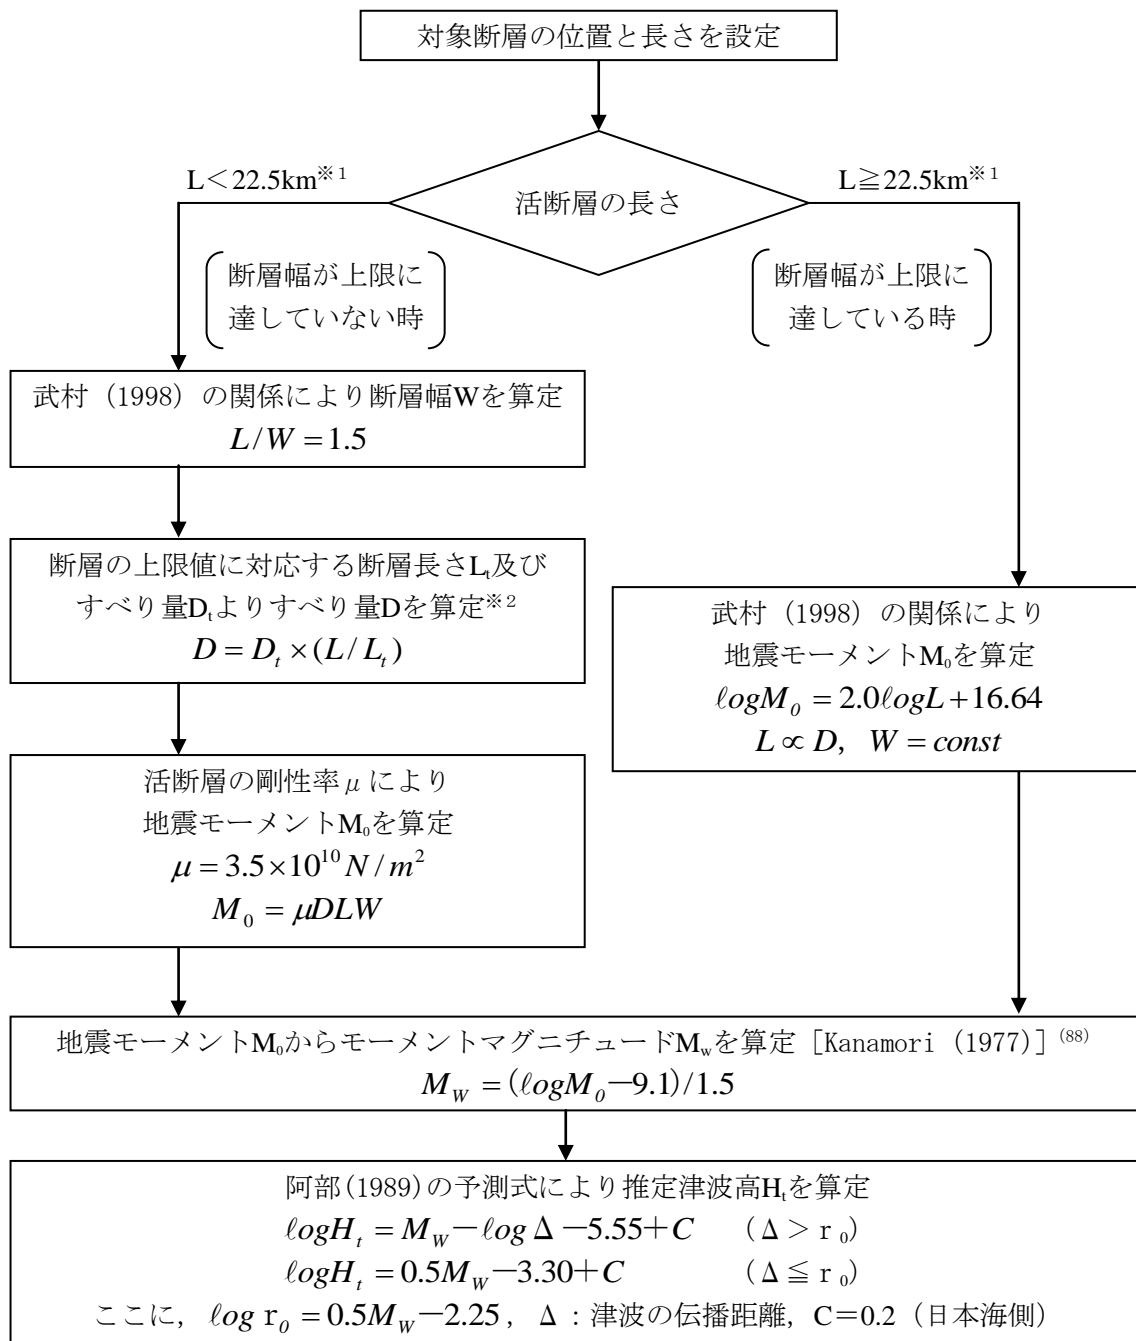 対象断層の位置と長さを設定
L＜22.5km※1
L≧22.5km※1
活断層の長さ
断層幅が上限に
達していない時
断層幅が上限に
達している時
武村（1998）の関係により断層幅Wを算定
L/W＝1.5
断層の上限値に対応する断層長さLt及び
すべり量Dtよりすべり量Dを算定※2
D＝Dt×(L/Lt)
活断層の剛性率μにより
地震モーメントM0を算定
μ＝3.5×10^10 N/m^2
M0＝μDLW
武村（1998）の関係により
地震モーメントM0を算定
ℓogM0＝2.0ℓogL＋16.64
L∝D, W＝const
地震モーメントM0からモーメントマグニチュードMwを算定［Kanamori（1977）］(88)
MW＝(ℓogM0−9.1)/1.5
阿部(1989)の予測式により推定津波高Htを算定
ℓogHt＝MW−ℓogΔ−5.55＋C （Δ＞r0）
ℓogHt＝0.5MW−3.30＋C （Δ≦r0）
ここに，ℓog r0＝0.5MW−2.25，Δ：津波の伝播距離，C＝0.2（日本海側）